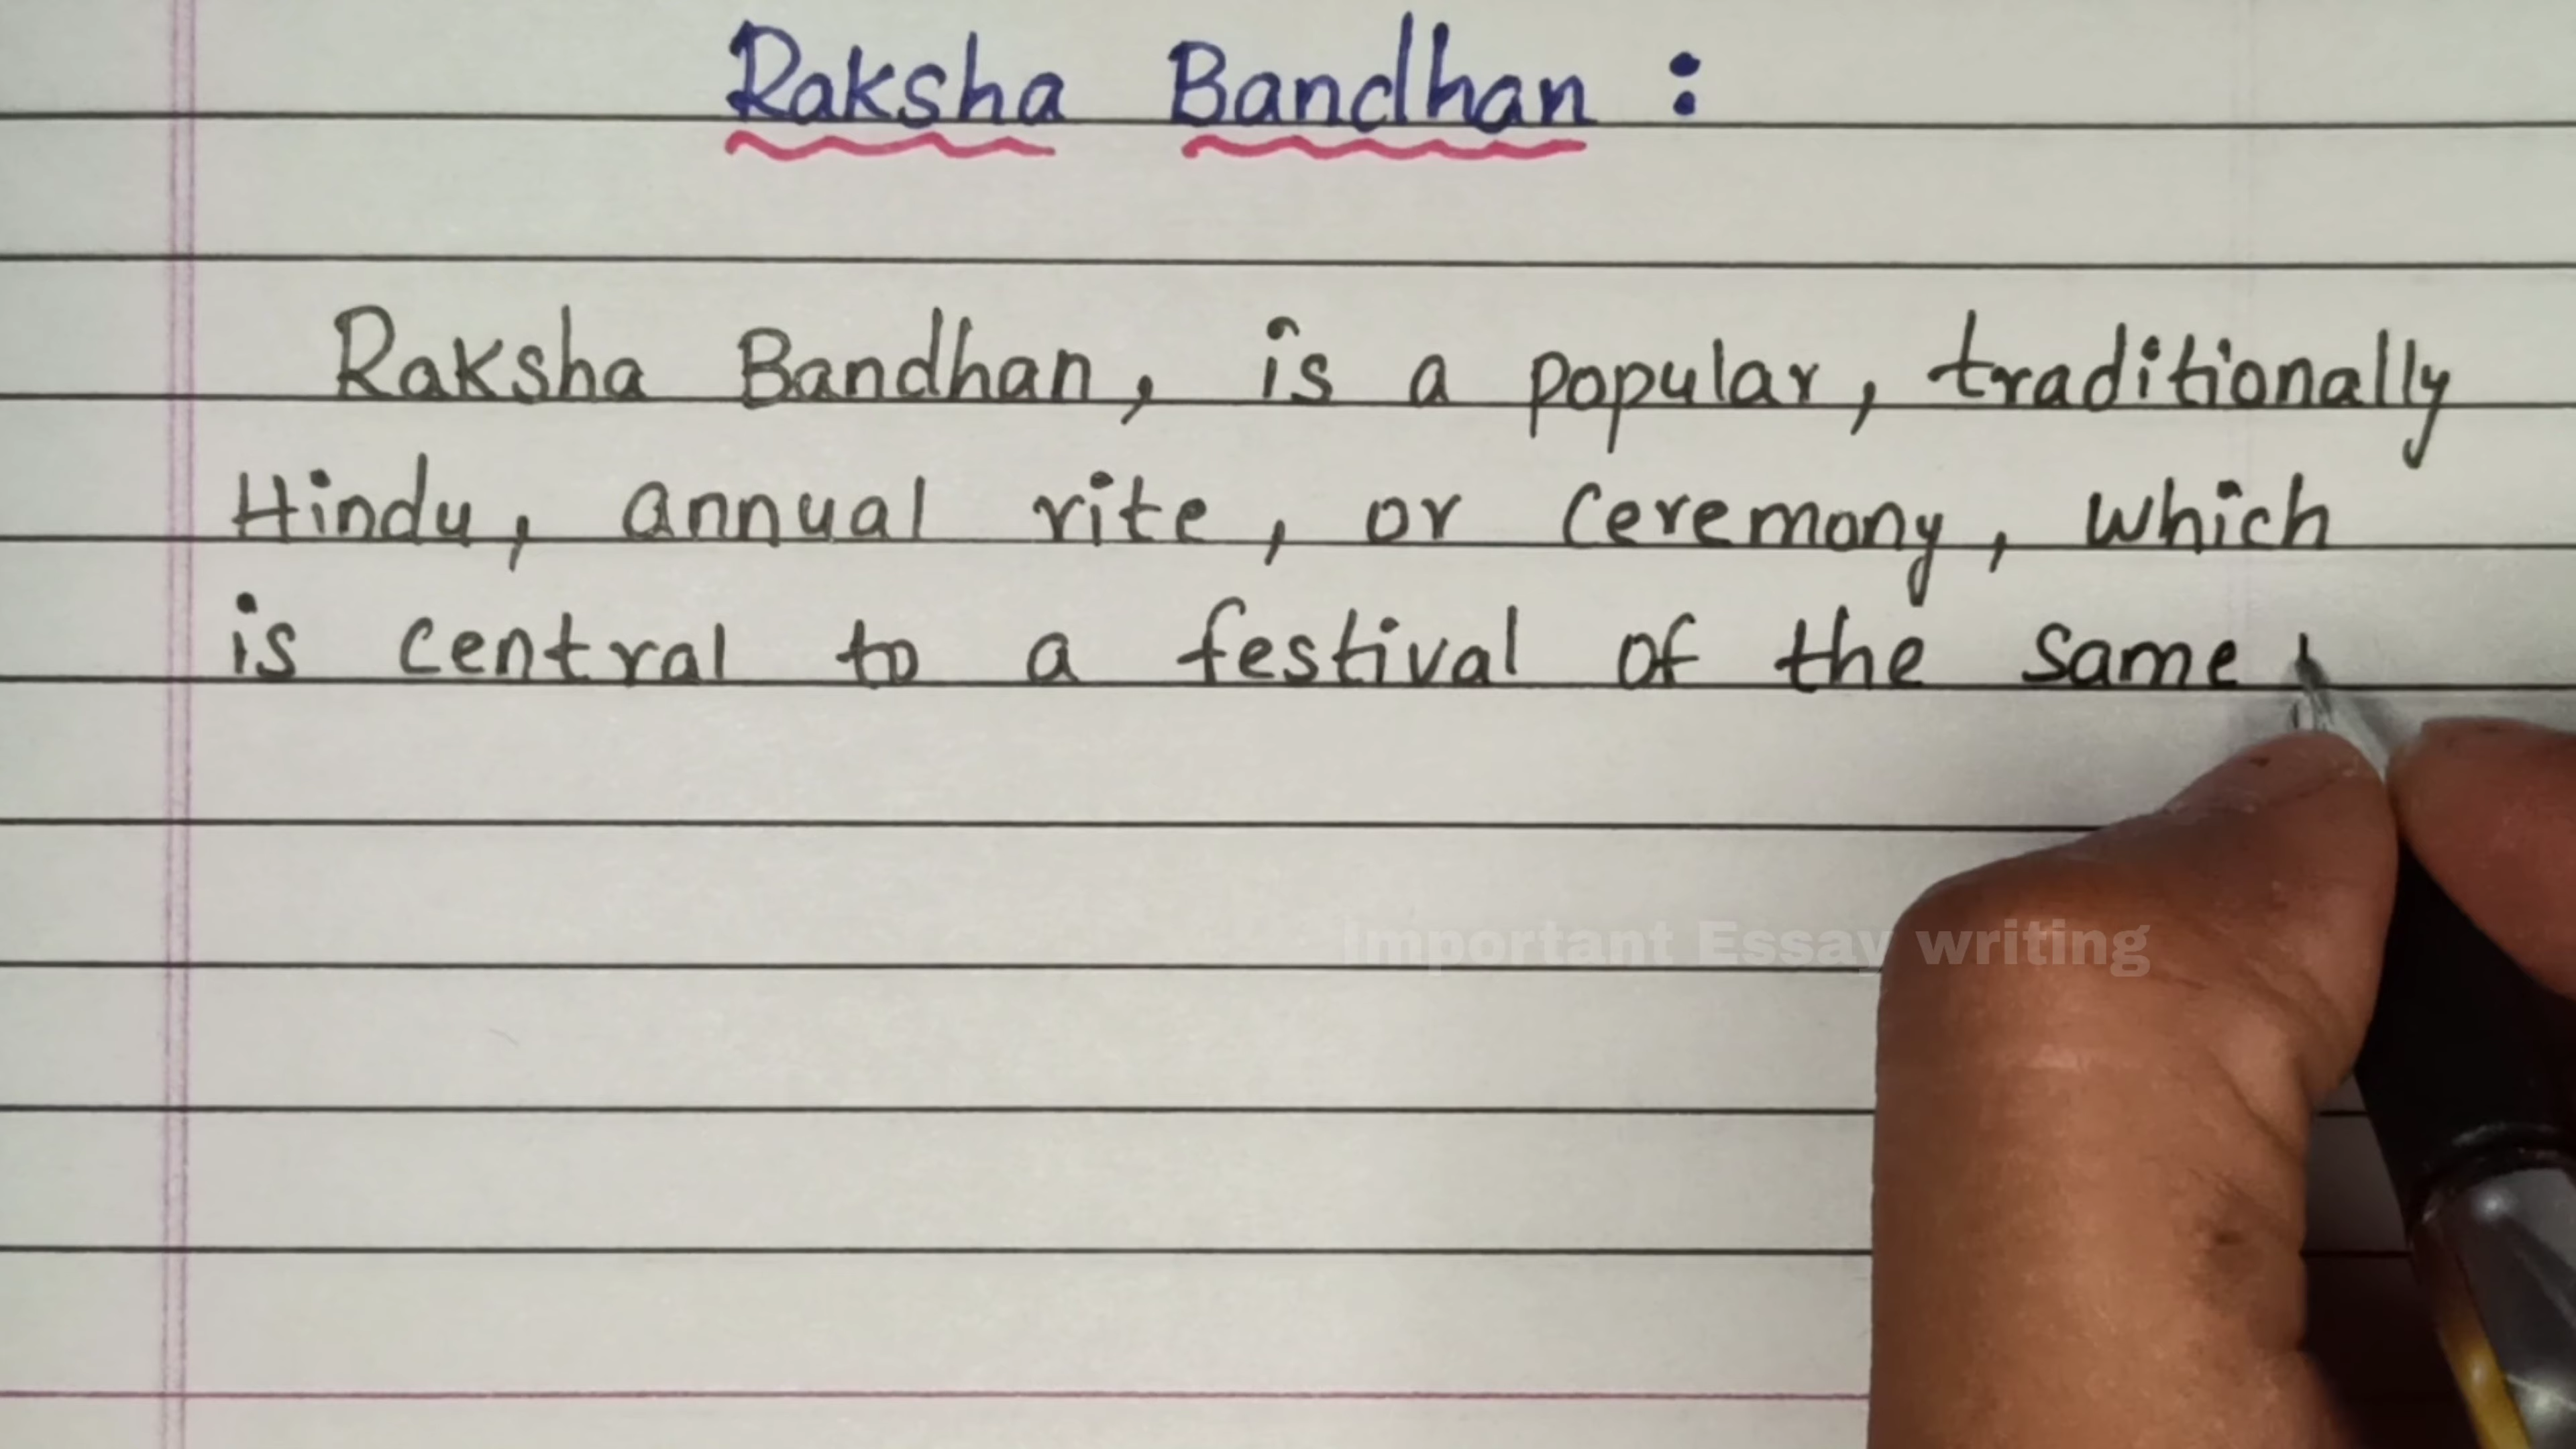 Raksha Bandhan :
Raksha Bandhan, is a popular, traditionally
Hindu, annual rite, or ceremony, which
is central to a festival of the same
Important Essay writing